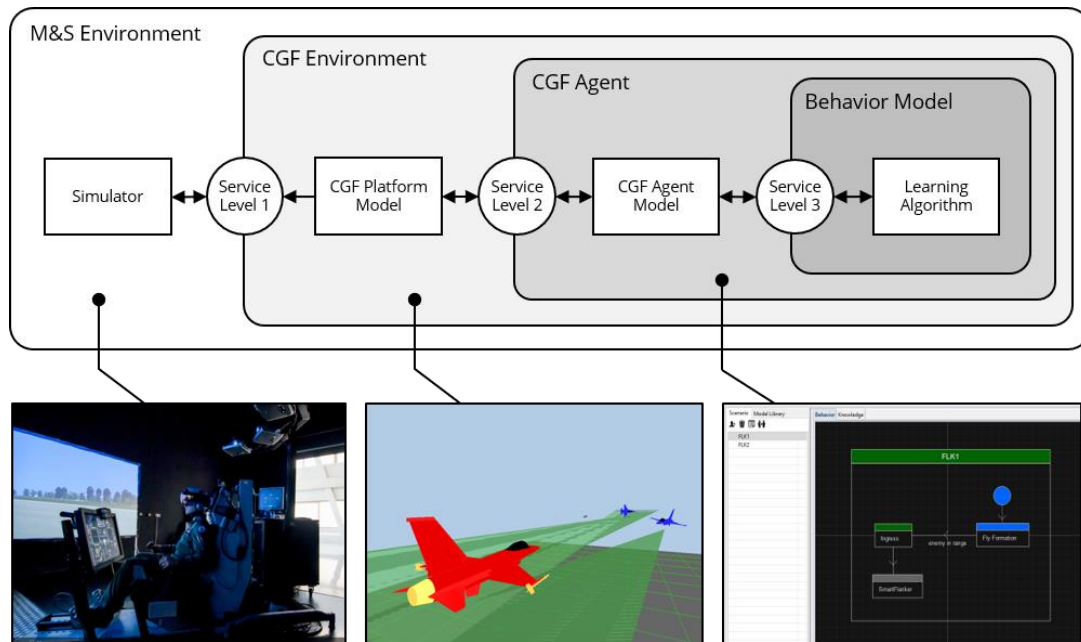 M&S Environment
CGF Environment
CGF Agent
Behavior Model
Simulator
Service
Level 1
CGF Platform
Model
Service
Level 2
CGF Agent
Model
Service
Level 3
Learning
Algorithm
Scenario Model Library
FLK1
FLK2
Behavior Knowledge
FLK1
Ingress
enemy in range
Fly Formation
SmartFlanker